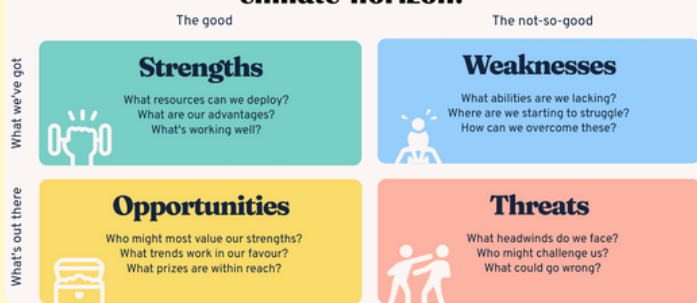 climate horizon?
The good
The not-so-good
What we've got
Strengths
What resources can we deploy?
What are our advantages?
What's working well?
Weaknesses
What abilities are we lacking?
Where are we starting to struggle?
How can we overcome these?
What's out there
Opportunities
Who might most value our strengths?
What trends work in our favour?
What prizes are within reach?
Threats
What headwinds do we face?
Who might challenge us?
What could go wrong?